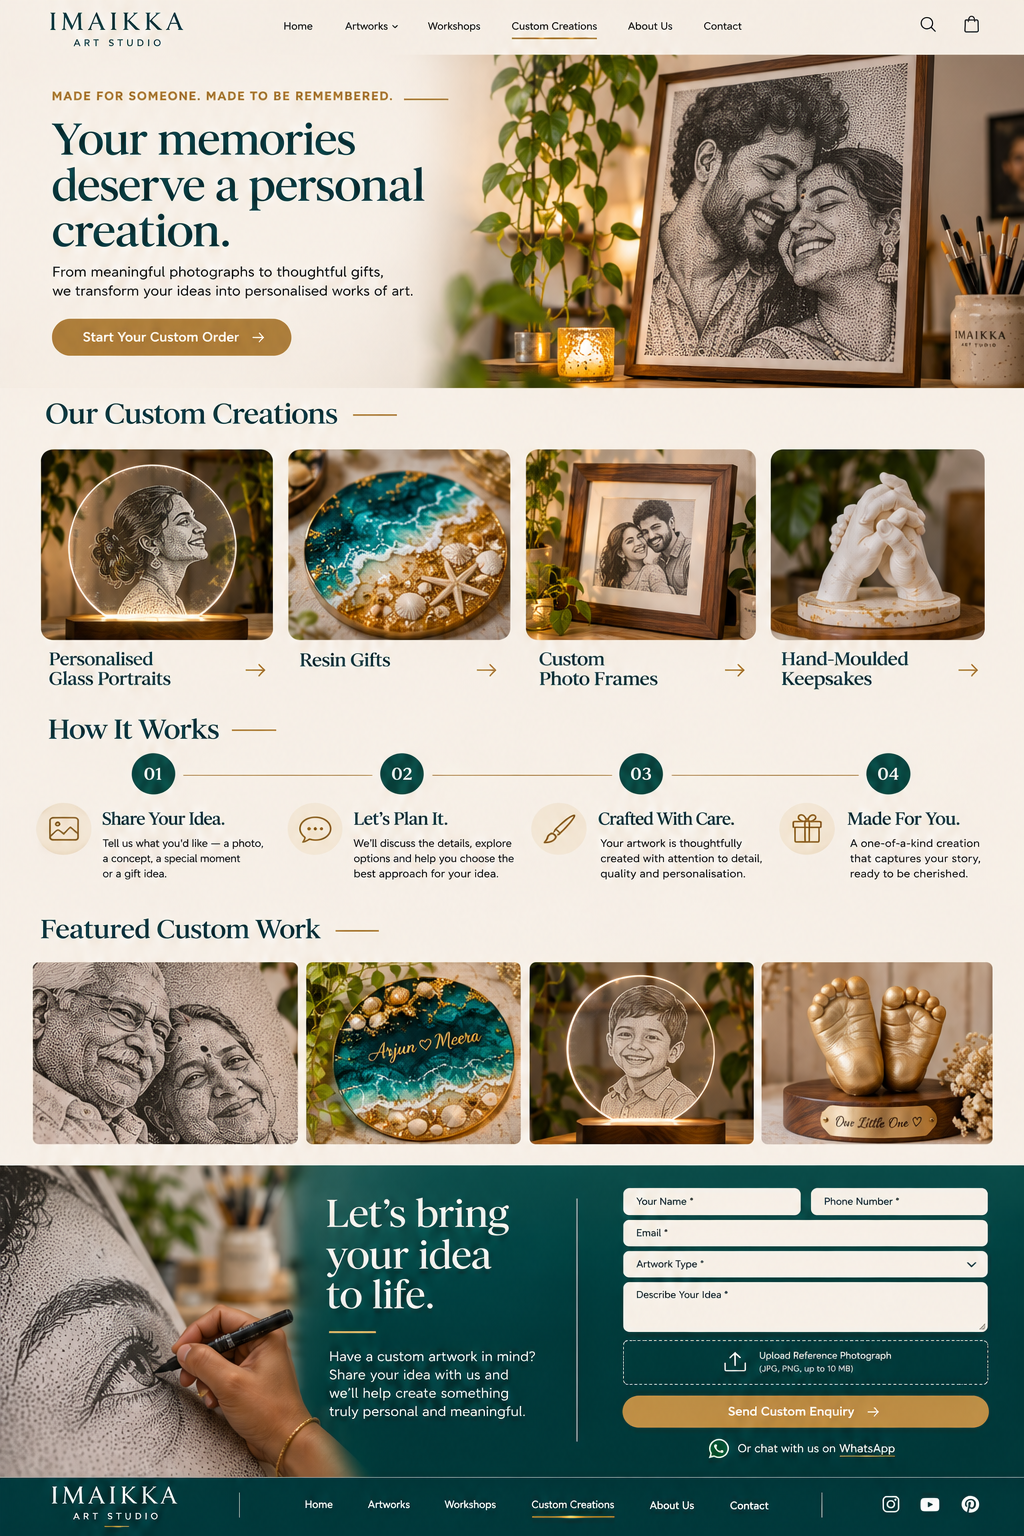 IMAIKKA
ART STUDIO
Home
Artworks
Workshops
Custom Creations
About Us
Contact
MADE FOR SOMEONE. MADE TO BE REMEMBERED.
Your memories
deserve a personal
creation.
From meaningful photographs to thoughtful gifts,
we transform your ideas into personalised works of art.
Start Your Custom Order
IMAIKKA
ART STUDIO
Our Custom Creations
Personalised
Glass Portraits
Resin Gifts
Custom
Photo Frames
Hand-Moulded
Keepsakes
How It Works
01
02
03
04
Share Your Idea.
Tell us what you'd like — a photo,
a concept, a special moment
or a gift idea.
Let's Plan It.
We'll discuss the details, explore
options and help you choose the
best approach for your idea.
Crafted With Care.
Your artwork is thoughtfully
created with attention to detail,
quality and personalisation.
Made For You.
A one-of-a-kind creation
that captures your story,
ready to be cherished.
Featured Custom Work
Arjun ♡ Meera
Our Little One ♡
Let's bring
your idea
to life.
Have a custom artwork in mind?
Share your idea with us and
we'll help create something
truly personal and meaningful.
Your Name *
Phone Number *
Email *
Artwork Type *
Describe Your Idea *
Upload Reference Photograph
(JPG, PNG, up to 10 MB)
Send Custom Enquiry
Or chat with us on WhatsApp
IMAIKKA
ART STUDIO
Home
Artworks
Workshops
Custom Creations
About Us
Contact